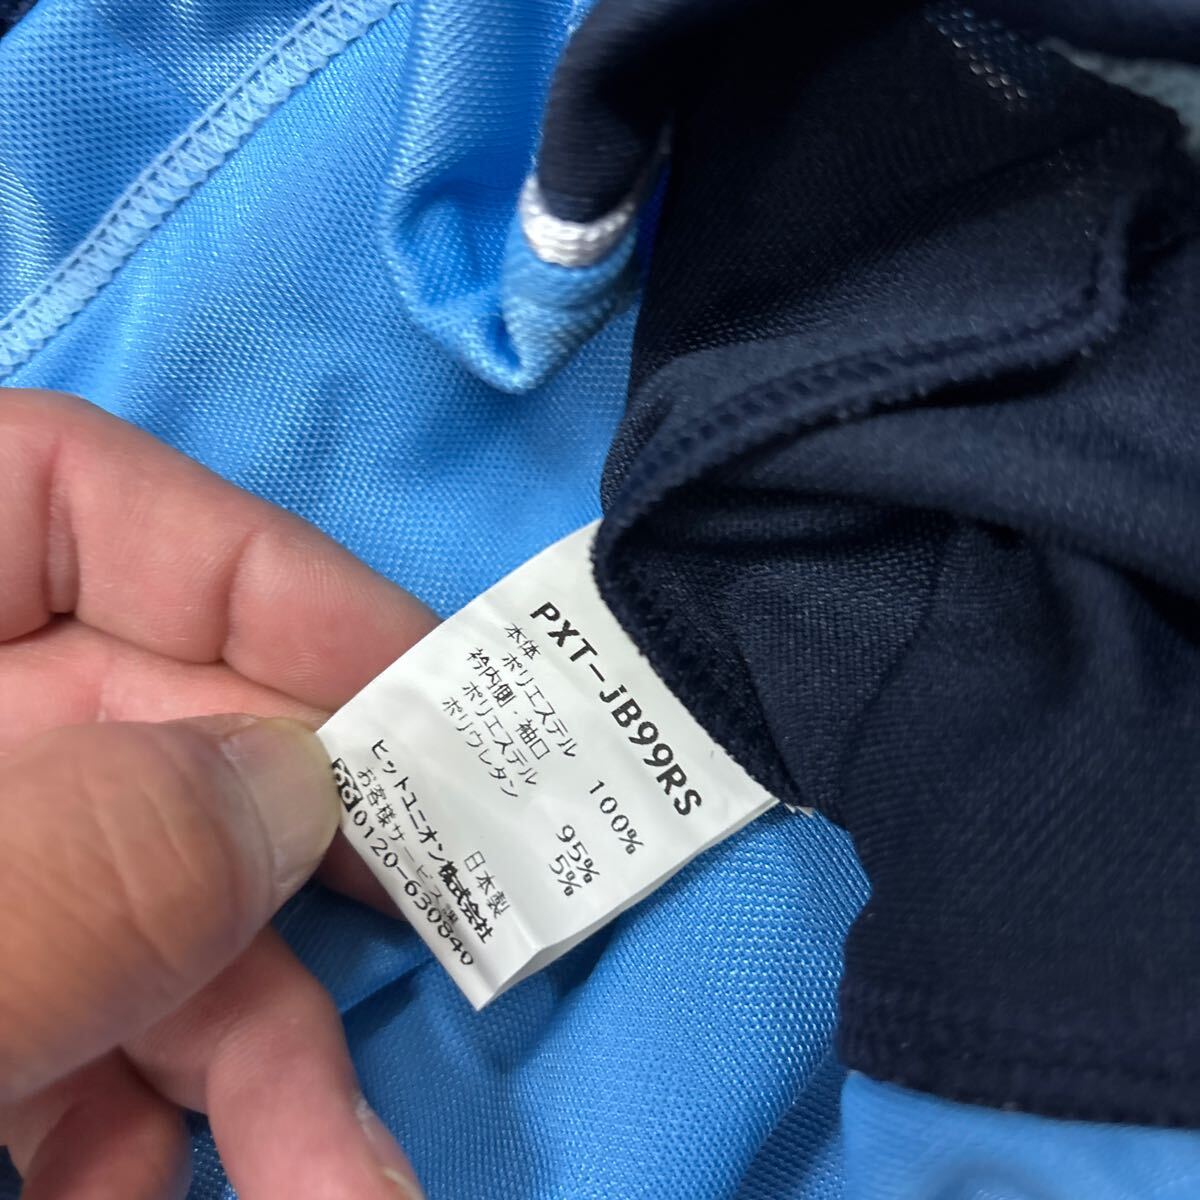 PXT-JB99RS
本体
ポリエステル 100%
衿内側・袖口
ポリエステル 95%
ポリウレタン 5%
日本製
ヒットユニオン株式会社
お客様サービス課
0120-630840